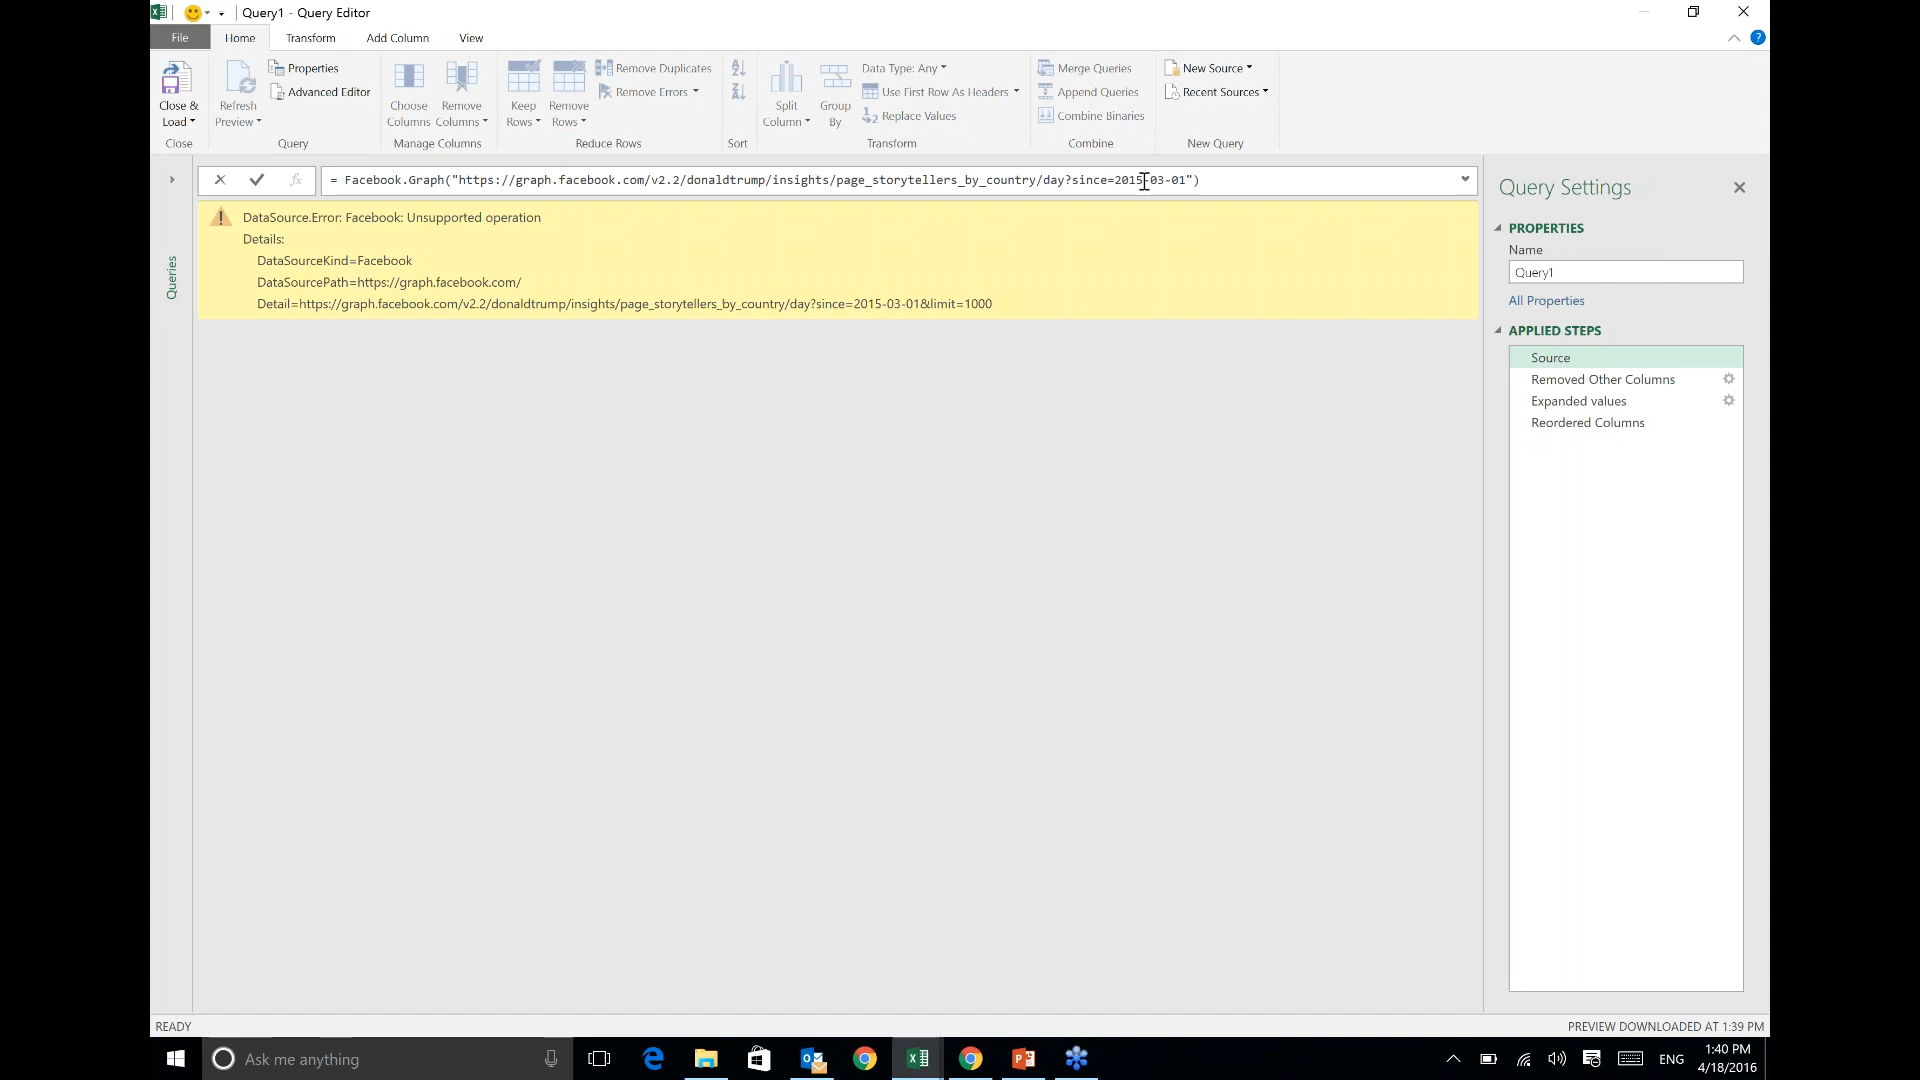 Query1 - Query Editor
File
Home
Transform
Add Column
View
?
Close & Load
Refresh Preview
Properties
Advanced Editor
Choose Columns
Remove Columns
Keep Rows
Remove Rows
Remove Duplicates
Remove Errors
Split Column
Group By
Data Type: Any
Use First Row As Headers
Replace Values
Merge Queries
Append Queries
Combine Binaries
New Source
Recent Sources
Close
Query
Manage Columns
Reduce Rows
Sort
Transform
Combine
New Query
fx
= Facebook.Graph("https://graph.facebook.com/v2.2/donaldtrump/insights/page_storytellers_by_country/day?since=2015-03-01")
DataSource.Error: Facebook: Unsupported operation
Details:
DataSourceKind=Facebook
DataSourcePath=https://graph.facebook.com/
Detail=https://graph.facebook.com/v2.2/donaldtrump/insights/page_storytellers_by_country/day?since=2015-03-01&limit=1000
Queries
Query Settings
PROPERTIES
Name
Query1
All Properties
APPLIED STEPS
Source
Removed Other Columns
Expanded values
Reordered Columns
READY
PREVIEW DOWNLOADED AT 1:39 PM
Ask me anything
ENG
1:40 PM
4/18/2016